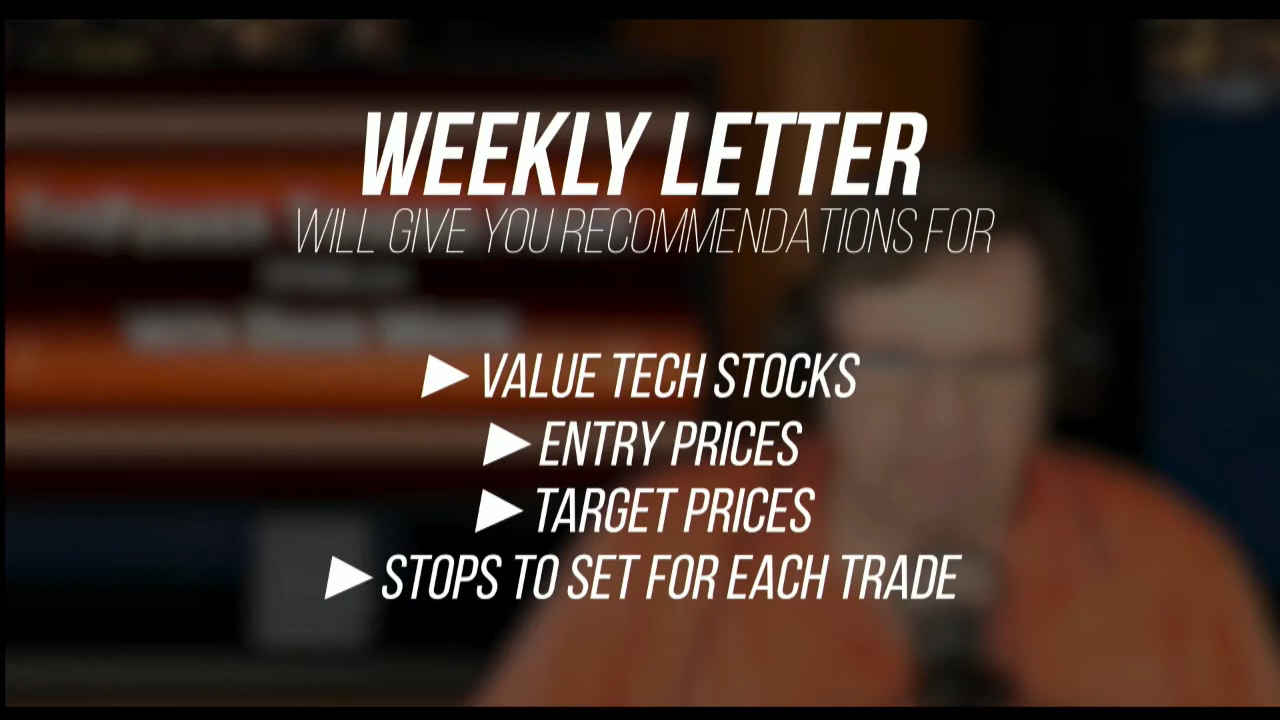 WEEKLY LETTER
WILL GIVE YOU RECOMMENDATIONS FOR
▶ VALUE TECH STOCKS
▶ ENTRY PRICES
▶ TARGET PRICES
▶ STOPS TO SET FOR EACH TRADE